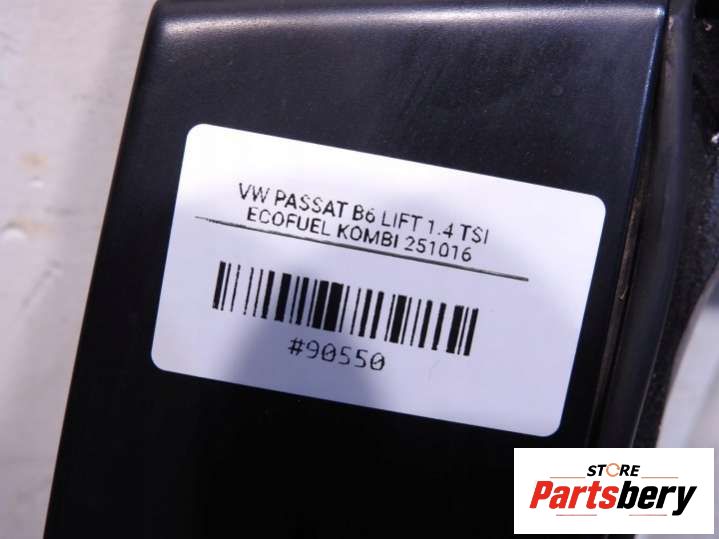 VW PASSAT B6 LIFT 1.4 TSI
ECOFUEL KOMBI 251016
#90550
STORE
Partsbery